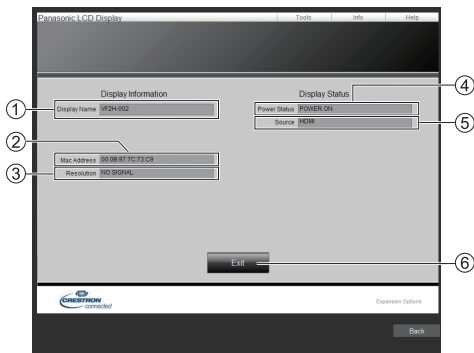 Panasonic LCD Display
Tools Info Help
Display Information
Display Status
① Display Name VF2H-002
④ Power Status POWER ON
⑤ Source HDMI
② Mac Address 00:0B:97:7C:73:C9
③ Resolution NO SIGNAL
⑥ Exit
CRESTRON
connected
Expansion Options
Back